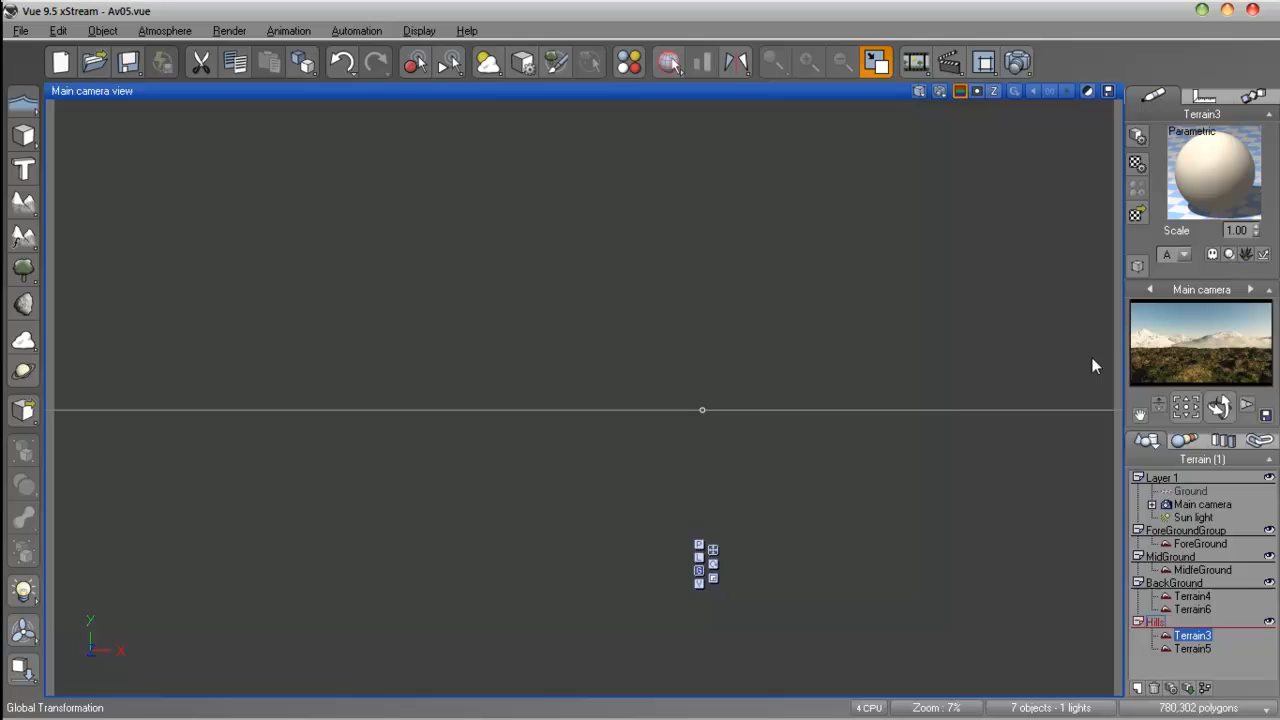 Vue 9.5 xStream - Av05.vue
File Edit Object Atmosphere Render Animation Automation Display Help
Main camera view
Z
Terrain3
Parametric
Scale 1.00
A
Main camera
Terrain (1)
Layer 1
Ground
Main camera
Sun light
ForeGroundGroup
ForeGround
MidGround
MidfeGround
BackGround
Terrain4
Terrain6
Hills
Terrain3
Terrain5
Y
X
Z
Global Transformation
4 CPU
Zoom : 7%
7 objects - 1 lights
780,302 polygons